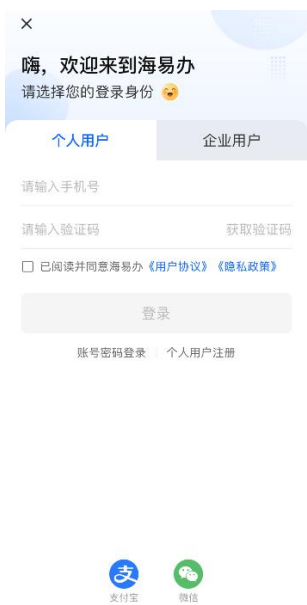 嗨，欢迎来到海易办
请选择您的登录身份
个人用户 企业用户
请输入手机号
请输入验证码 获取验证码
已阅读并同意海易办《用户协议》《隐私政策》
登录
账号密码登录 个人用户注册
支
支付宝 微信